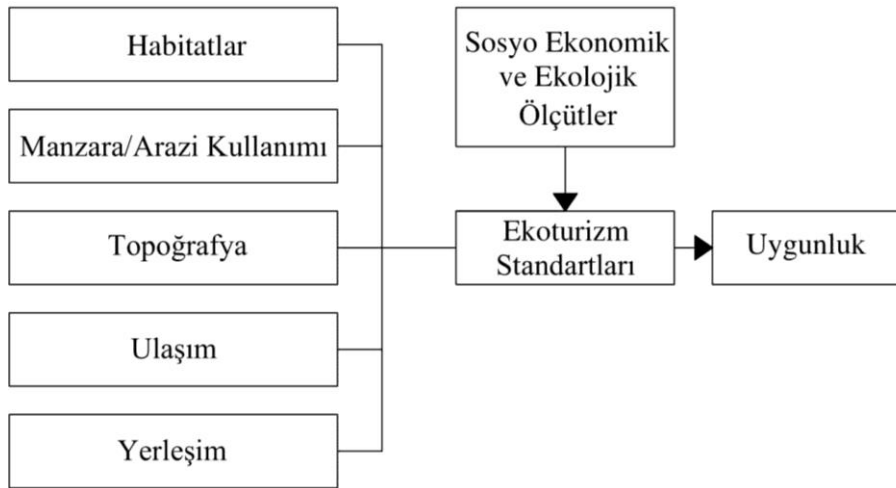 Habitatlar
Manzara/Arazi Kullanımı
Topoğrafya
Ulaşım
Yerleşim
Sosyo Ekonomik
ve Ekolojik
Ölçütler
Ekoturizm
Standartları
Uygunluk